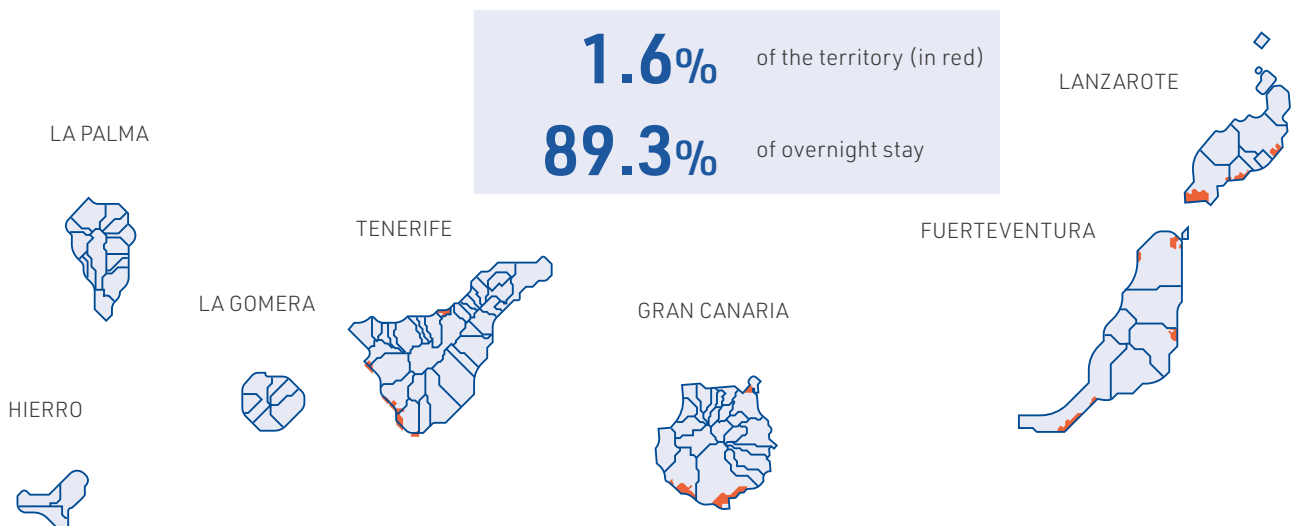 1.6% of the territory (in red)
89.3% of overnight stay
LANZAROTE
LA PALMA
TENERIFE
FUERTEVENTURA
LA GOMERA
GRAN CANARIA
HIERRO